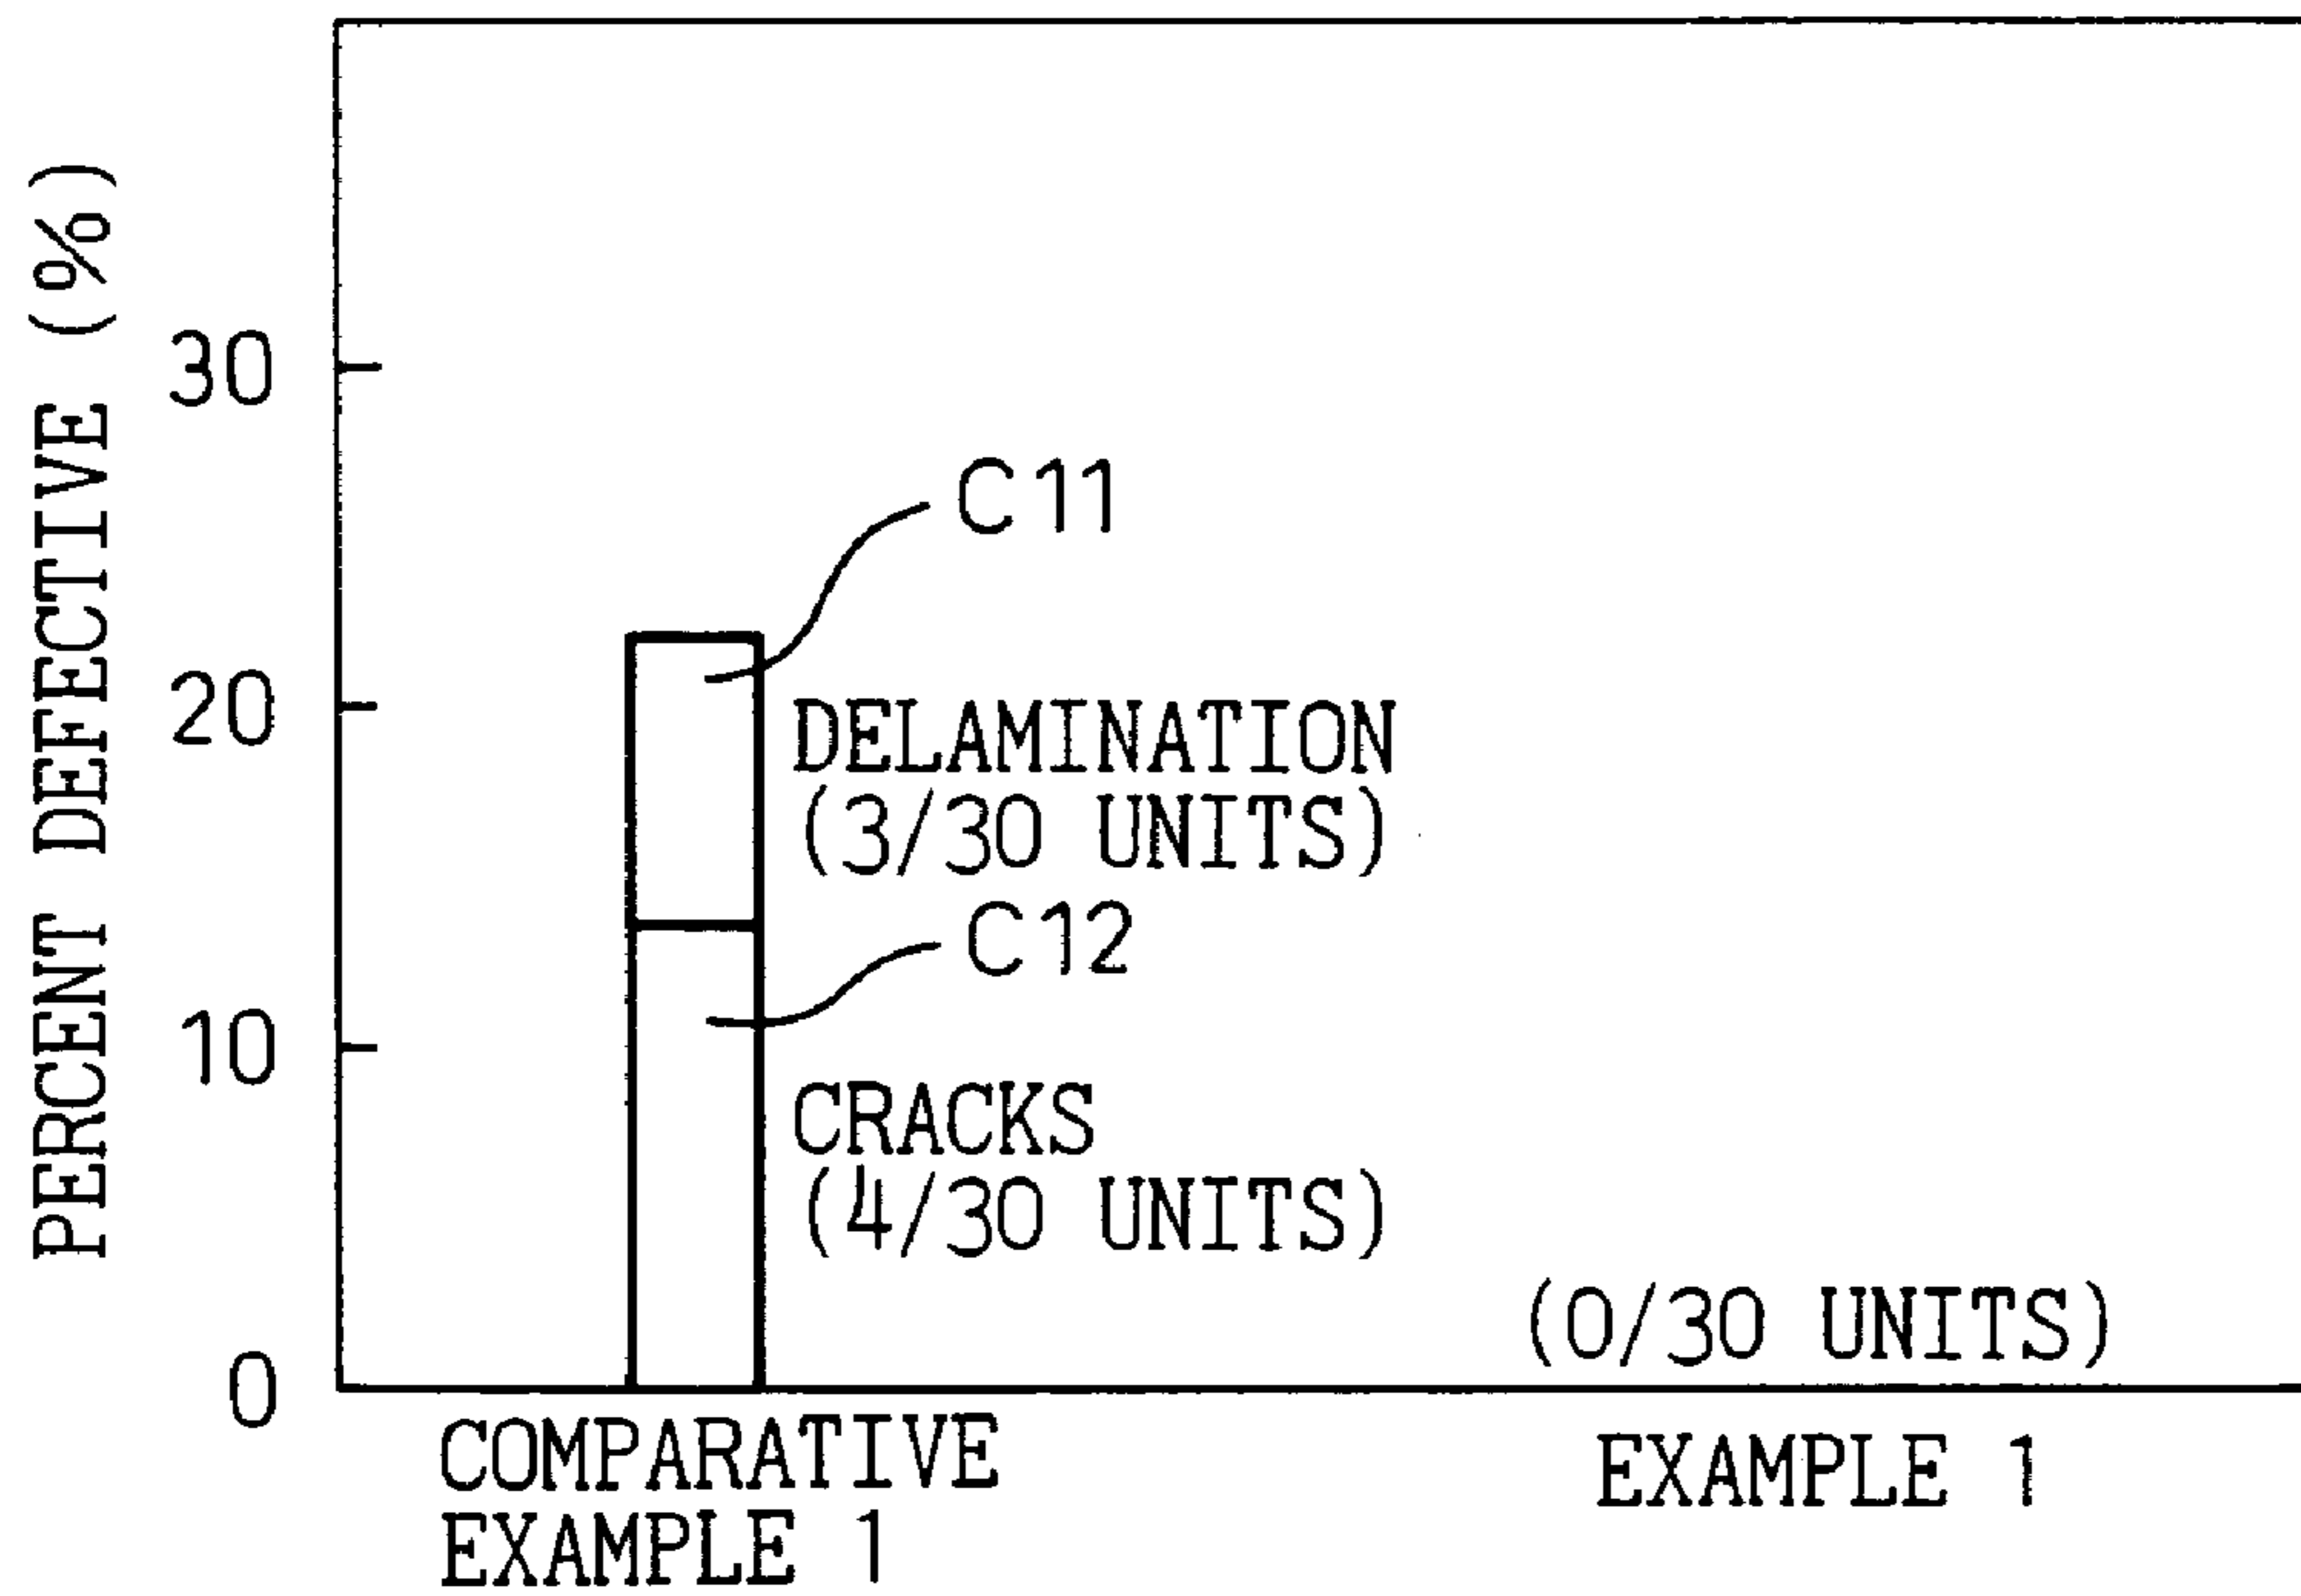 PERCENT DEFECTIVE (%)
30
20
10
0
C11
DELAMINATION
(3/30 UNITS)
C12
CRACKS
(4/30 UNITS)
(0/30 UNITS)
COMPARATIVE
EXAMPLE 1
EXAMPLE 1